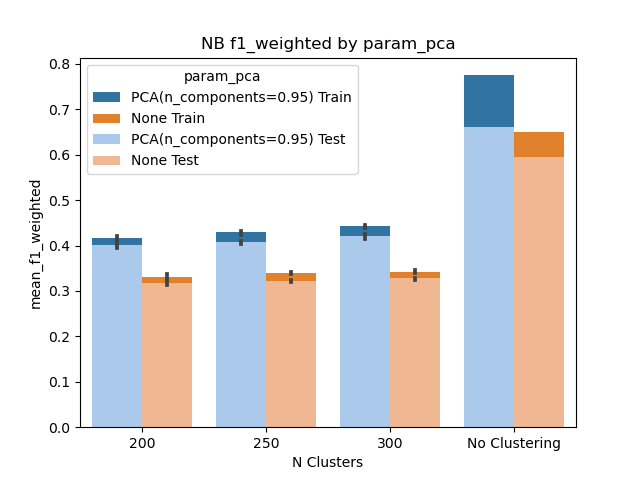 NB f1_weighted by param_pca
param_pca
PCA(n_components=0.95) Train
None Train
PCA(n_components=0.95) Test
None Test
mean_f1_weighted
0.8
0.7
0.6
0.5
0.4
0.3
0.2
0.1
0.0
200
250
300
No Clustering
N Clusters